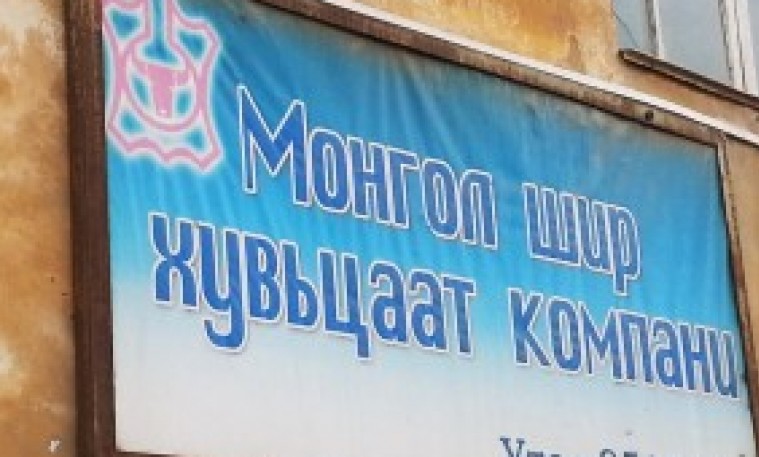 Монгол шир
хувьцаат компани